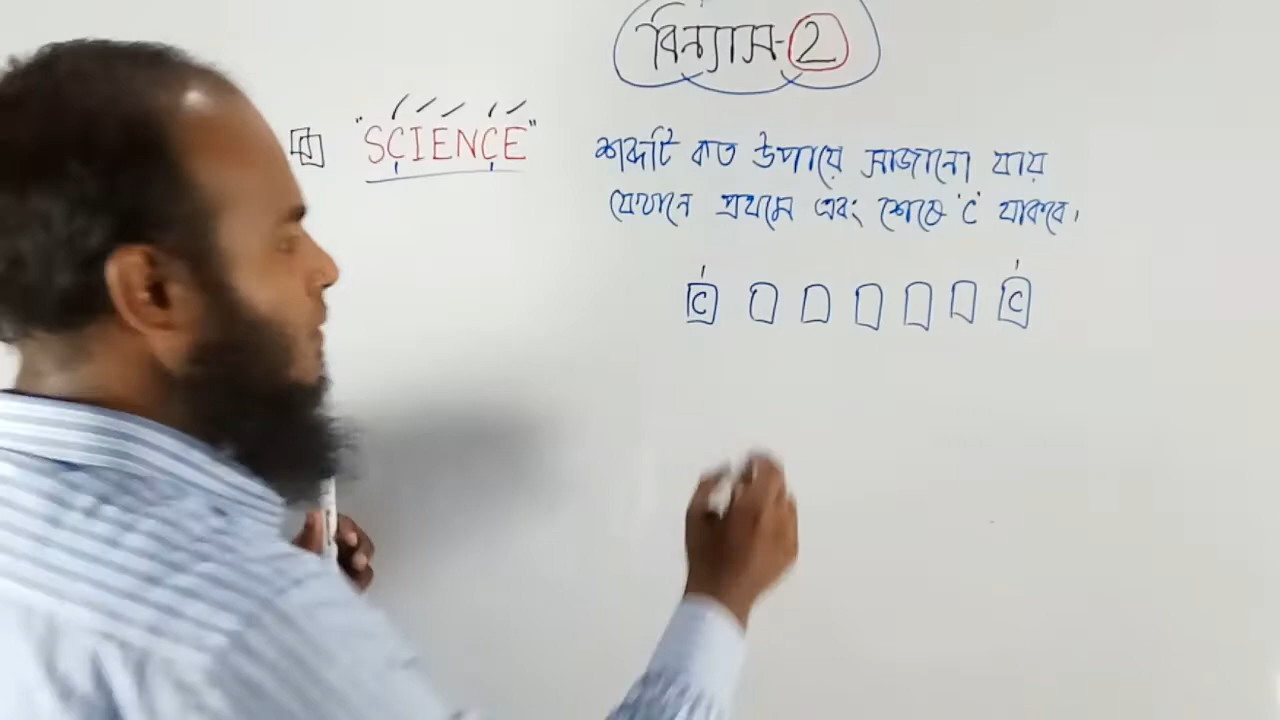 বিন্যাস-2
"SCIENCE" শব্দটি কত উপায়ে সাজানো যায়
যেখানে প্রথমে এবং শেষে 'C' থাকবে।
C C